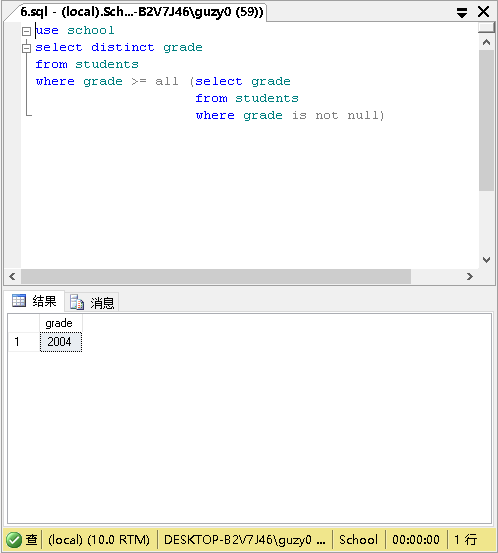 6.sql - (local).Sch...-B2V7J46\guzy0 (59))
use school
select distinct grade
from students
where grade >= all (select grade
from students
where grade is not null)
结果 消息
grade
1 2004
查 (local) (10.0 RTM) DESKTOP-B2V7J46\guzy0 ... School 00:00:00 1 行